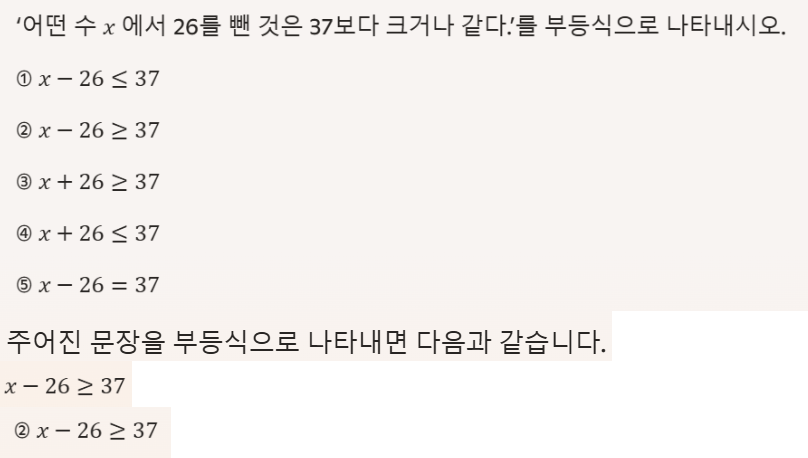 ‘어떤 수 x 에서 26를 뺀 것은 37보다 크거나 같다.’를 부등식으로 나타내시오.
① x − 26 ≤ 37
② x − 26 ≥ 37
③ x + 26 ≥ 37
④ x + 26 ≤ 37
⑤ x − 26 = 37
주어진 문장을 부등식으로 나타내면 다음과 같습니다.
x − 26 ≥ 37
② x − 26 ≥ 37